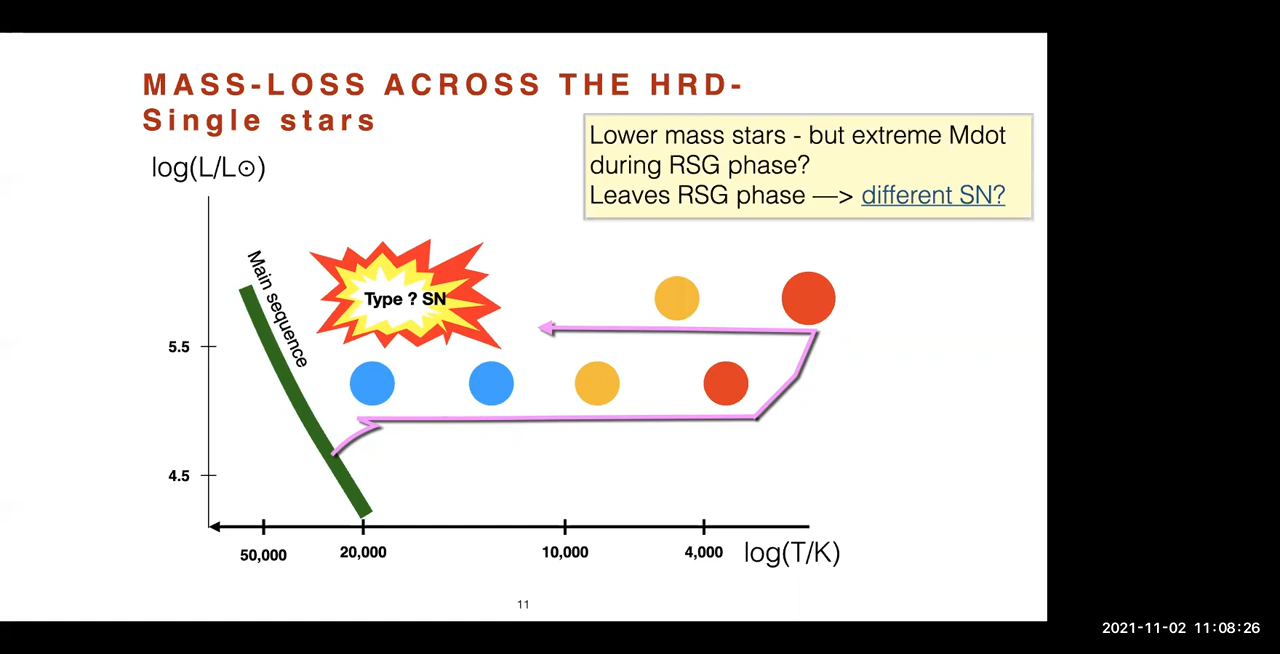 MASS-LOSS ACROSS THE HRD-
Single stars
log(L/L⊙)
Lower mass stars - but extreme Mdot
during RSG phase?
Leaves RSG phase —> different SN?
Main sequence
Type ? SN
5.5
4.5
50,000
20,000
10,000
4,000
log(T/K)
11
2021-11-02 11:08:26